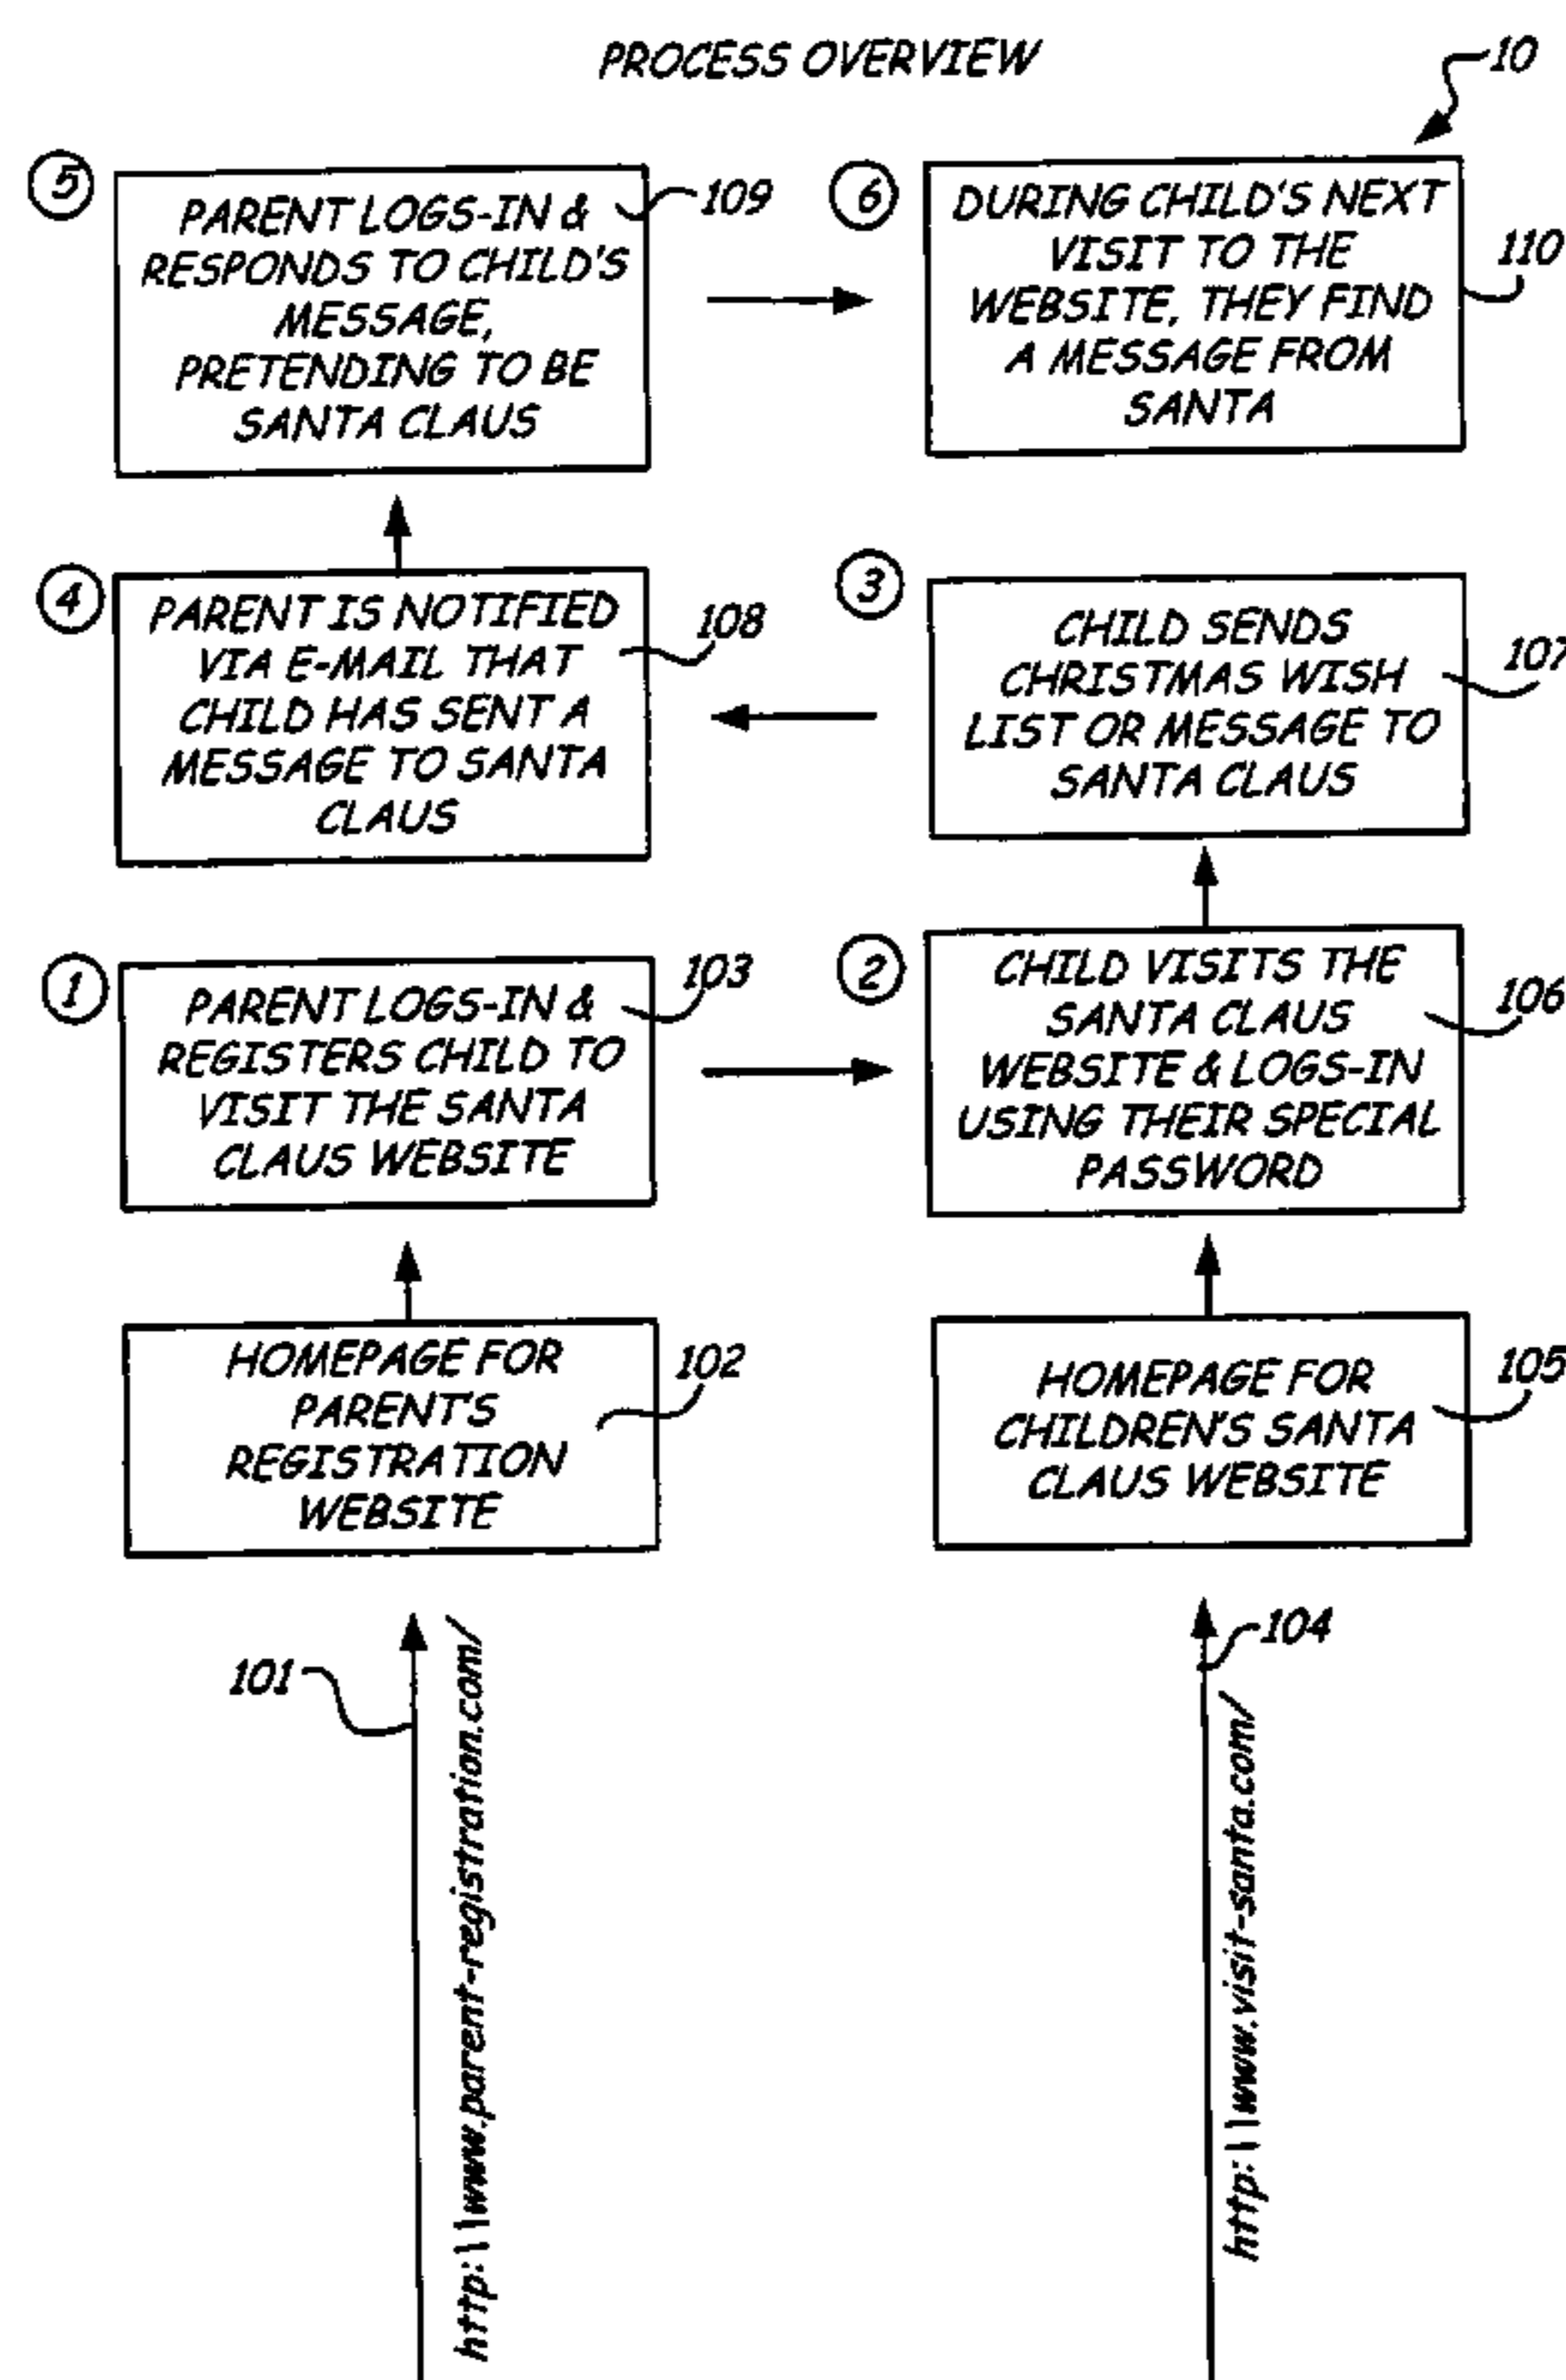 PROCESS OVERVIEW
10
5
PARENT LOGS-IN &
RESPONDS TO CHILD'S
MESSAGE,
PRETENDING TO BE
SANTA CLAUS
109
6
DURING CHILD'S NEXT
VISIT TO THE
WEBSITE, THEY FIND
A MESSAGE FROM
SANTA
110
4
PARENT IS NOTIFIED
VIA E-MAIL THAT
CHILD HAS SENT A
MESSAGE TO SANTA
CLAUS
108
3
CHILD SENDS
CHRISTMAS WISH
LIST OR MESSAGE TO
SANTA CLAUS
107
1
PARENT LOGS-IN &
REGISTERS CHILD TO
VISIT THE SANTA
CLAUS WEBSITE
103
2
CHILD VISITS THE
SANTA CLAUS
WEBSITE & LOGS-IN
USING THEIR SPECIAL
PASSWORD
106
HOMEPAGE FOR
PARENT'S
REGISTRATION
WEBSITE
102
HOMEPAGE FOR
CHILDREN'S SANTA
CLAUS WEBSITE
105
101
http:\\www.parent-registration.com/
104
http:\\www.visit-santa.com/